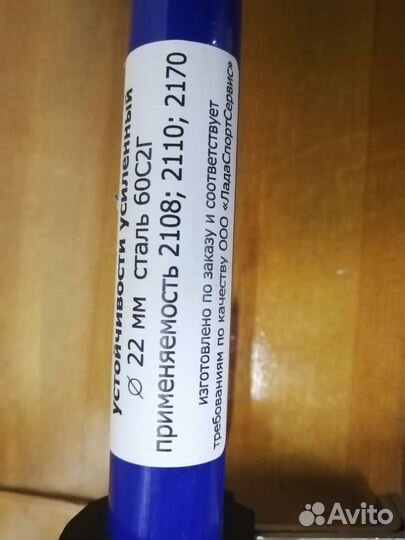 устойчивости усиленный
∅ 22 мм сталь 60С2Г
применяемость 2108; 2110; 2170
изготовлено по заказу и соответствует
требованиям по качеству ООО «ЛадаСпортСервис»
Avito